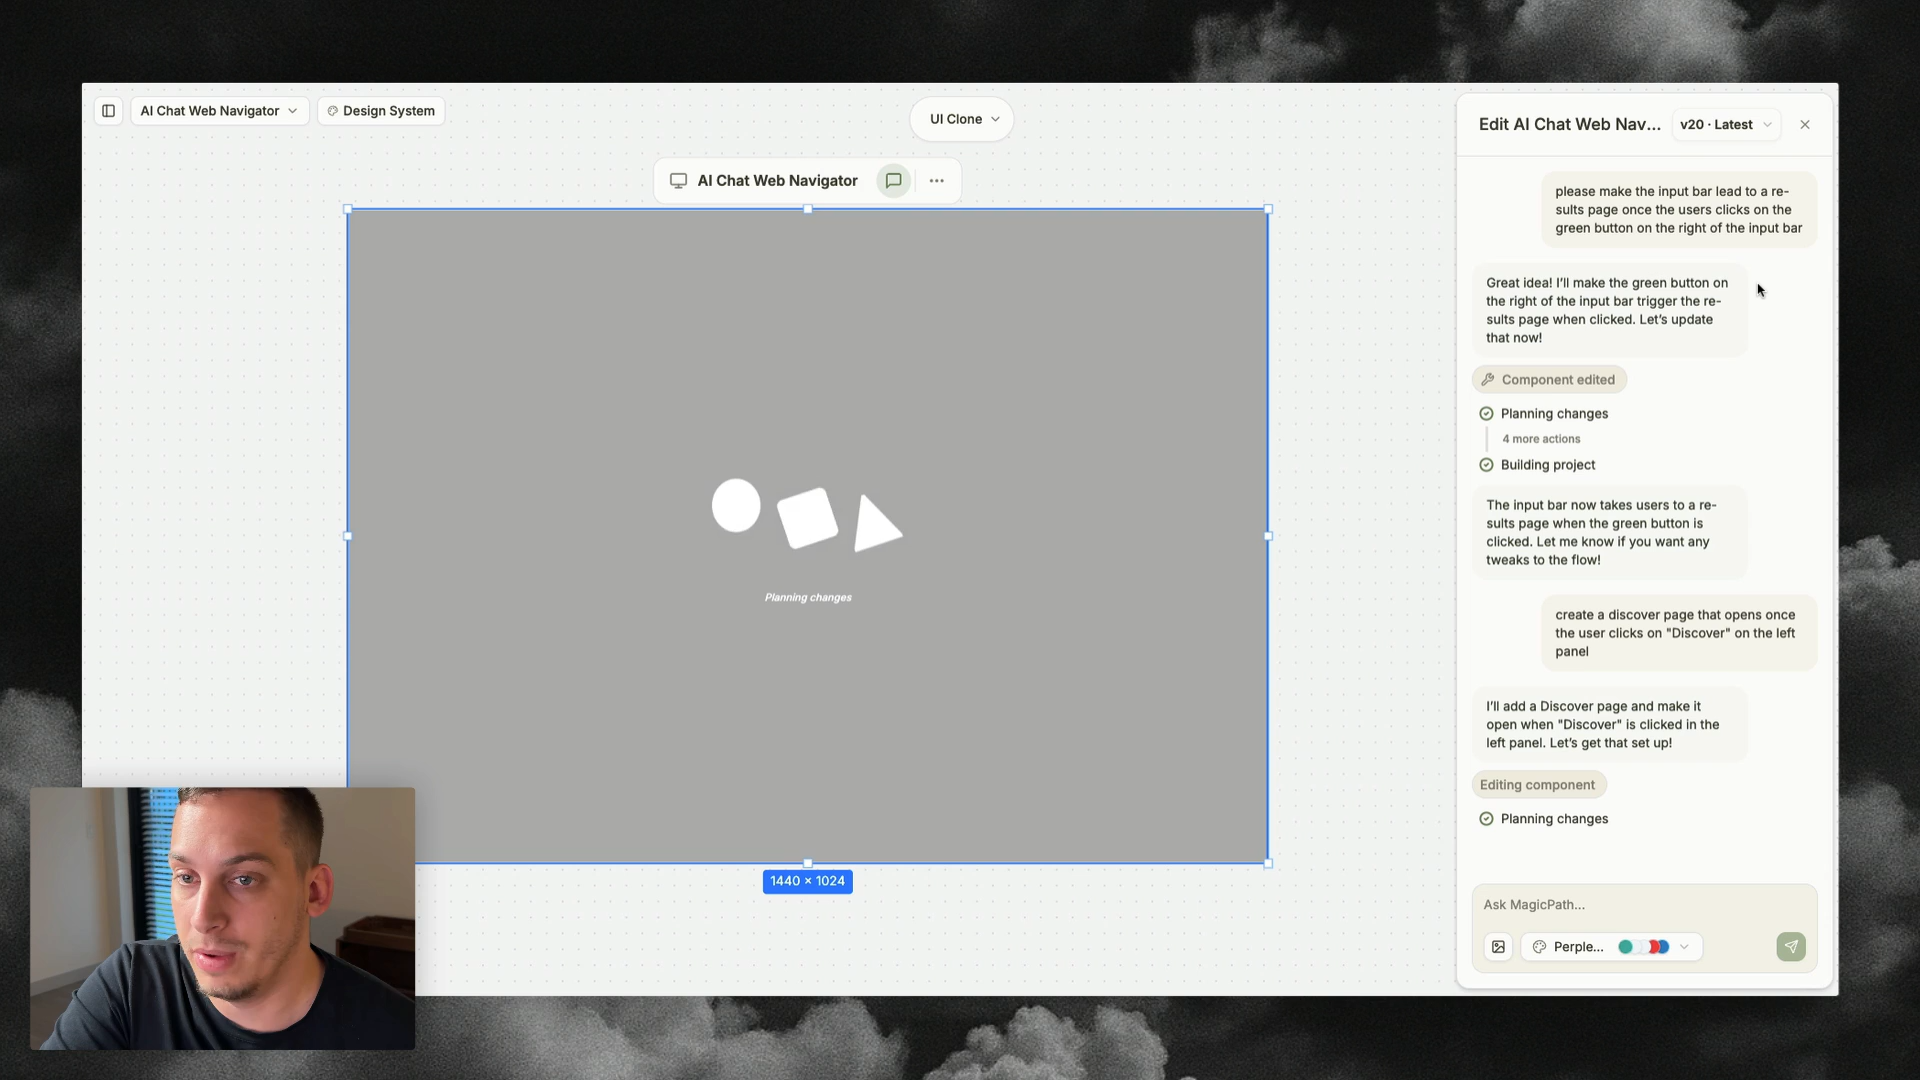 AI Chat Web Navigator
Design System
UI Clone
AI Chat Web Navigator
Edit AI Chat Web Nav...
v20 · Latest
please make the input bar lead to a re-
sults page once the users clicks on the
green button on the right of the input bar
Great idea! I'll make the green button on
the right of the input bar trigger the re-
sults page when clicked. Let's update
that now!
Component edited
Planning changes
4 more actions
Building project
The input bar now takes users to a re-
sults page when the green button is
clicked. Let me know if you want any
tweaks to the flow!
create a discover page that opens once
the user clicks on "Discover" on the left
panel
I'll add a Discover page and make it
open when "Discover" is clicked in the
left panel. Let's get that set up!
Editing component
Planning changes
Planning changes
1440 × 1024
Ask MagicPath...
Perple...